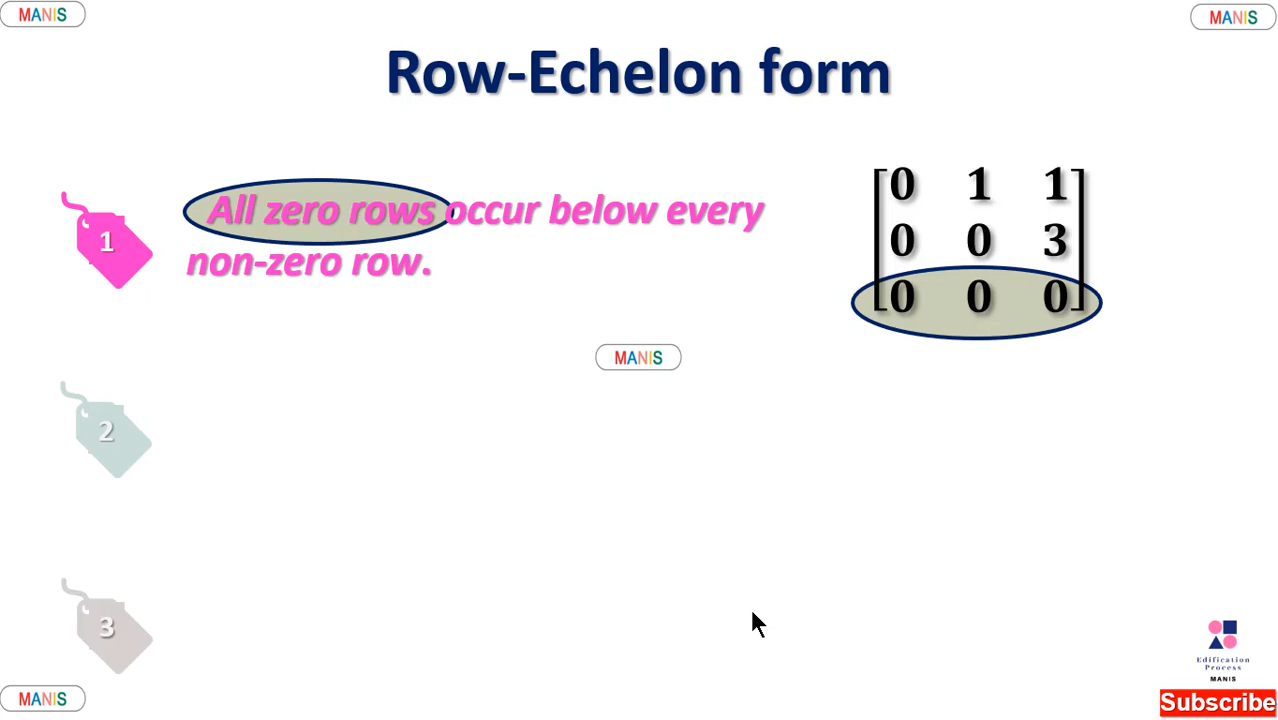 MANIS
MANIS
Row-Echelon form
1
All zero rows occur below every
non-zero row.
0 1 1
0 0 3
0 0 0
MANIS
2
3
Edification
Process
MANIS
MANIS
Subscribe